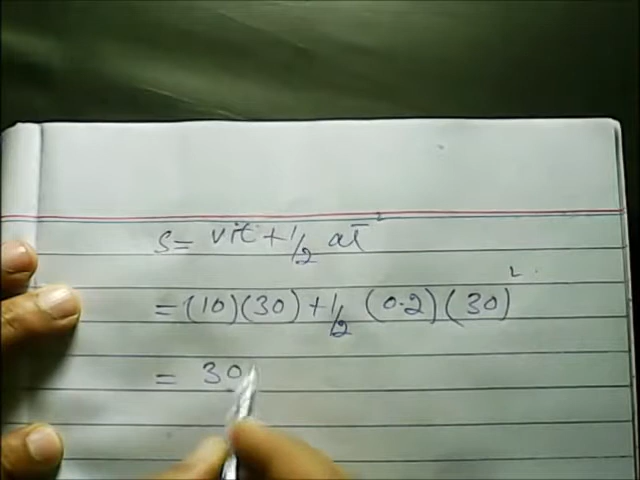 S = vit + 1/2 at²
= (10)(30) + 1/2 (0.2)(30)²
= 30